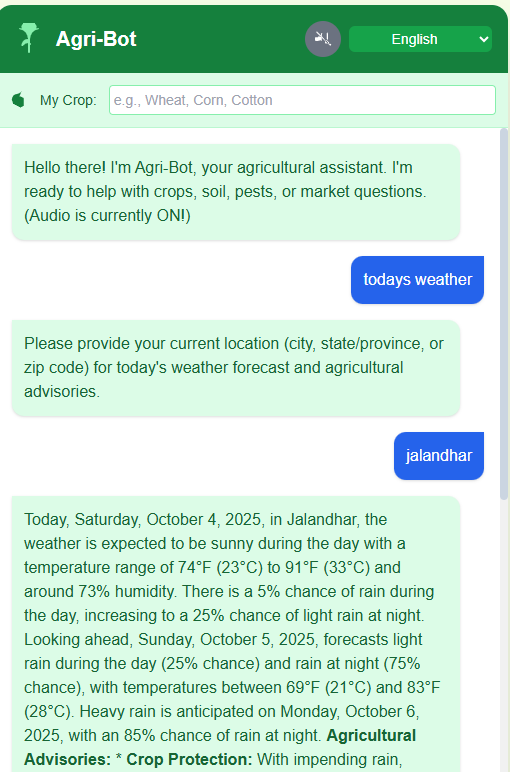 Agri-Bot
English
My Crop:
e.g., Wheat, Corn, Cotton
Hello there! I'm Agri-Bot, your agricultural assistant. I'm
ready to help with crops, soil, pests, or market questions.
(Audio is currently ON!)
todays weather
Please provide your current location (city, state/province, or
zip code) for today's weather forecast and agricultural
advisories.
jalandhar
Today, Saturday, October 4, 2025, in Jalandhar, the
weather is expected to be sunny during the day with a
temperature range of 74°F (23°C) to 91°F (33°C) and
around 73% humidity. There is a 5% chance of rain during
the day, increasing to a 25% chance of light rain at night.
Looking ahead, Sunday, October 5, 2025, forecasts light
rain during the day (25% chance) and rain at night (75%
chance), with temperatures between 69°F (21°C) and 83°F
(28°C). Heavy rain is anticipated on Monday, October 6,
2025, with an 85% chance of rain at night. Agricultural
Advisories: * Crop Protection: With impending rain,